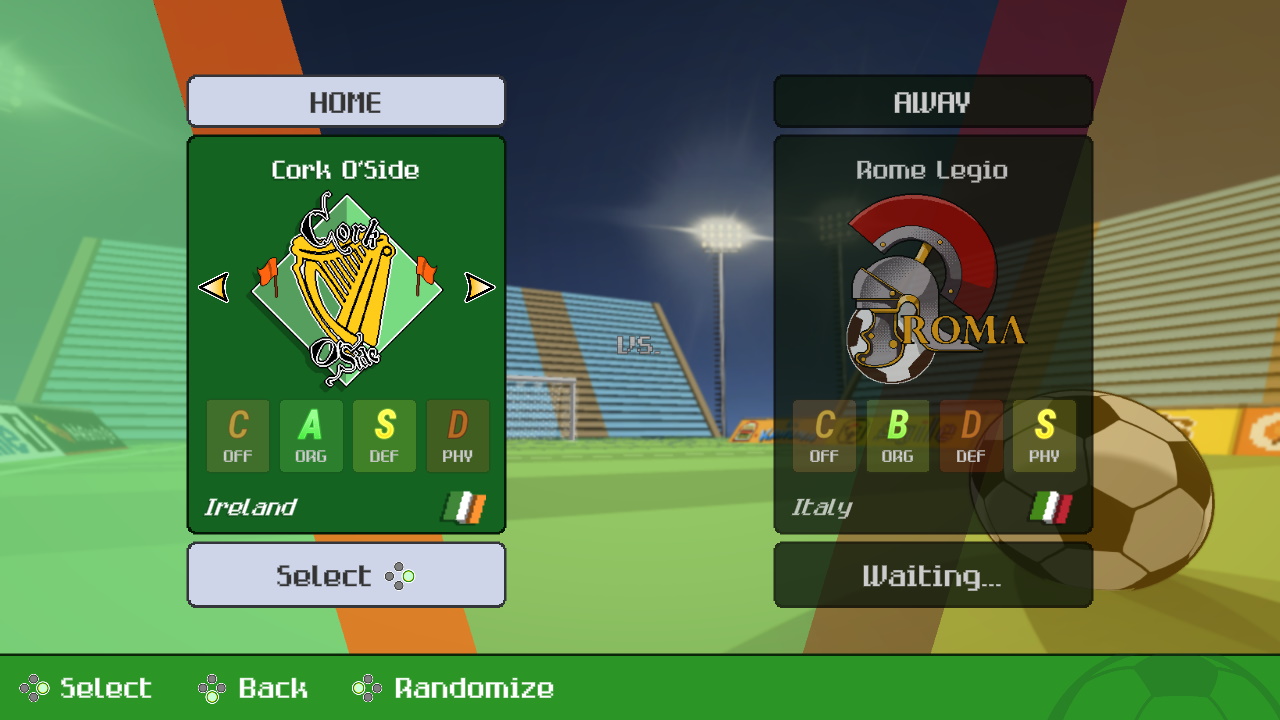 HOME
Cork O'Side
Cork
O'Side
C A S D
OFF ORG DEF PHY
Ireland
Select
V.S.
AWAY
Rome Legio
ROMA
C B D S
OFF ORG DEF PHY
Italy
Waiting...
Select Back Randomize